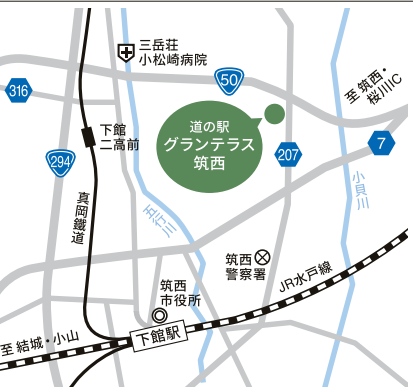 三岳荘
小松崎病院
316
50
至 筑西・
桜川IC
道の駅
グランテラス
筑西
下館
二高前
294
207
7
真岡鐵道
五行川
小貝川
筑西
警察署
JR水戸線
筑西
市役所
下館駅
至 結城・小山